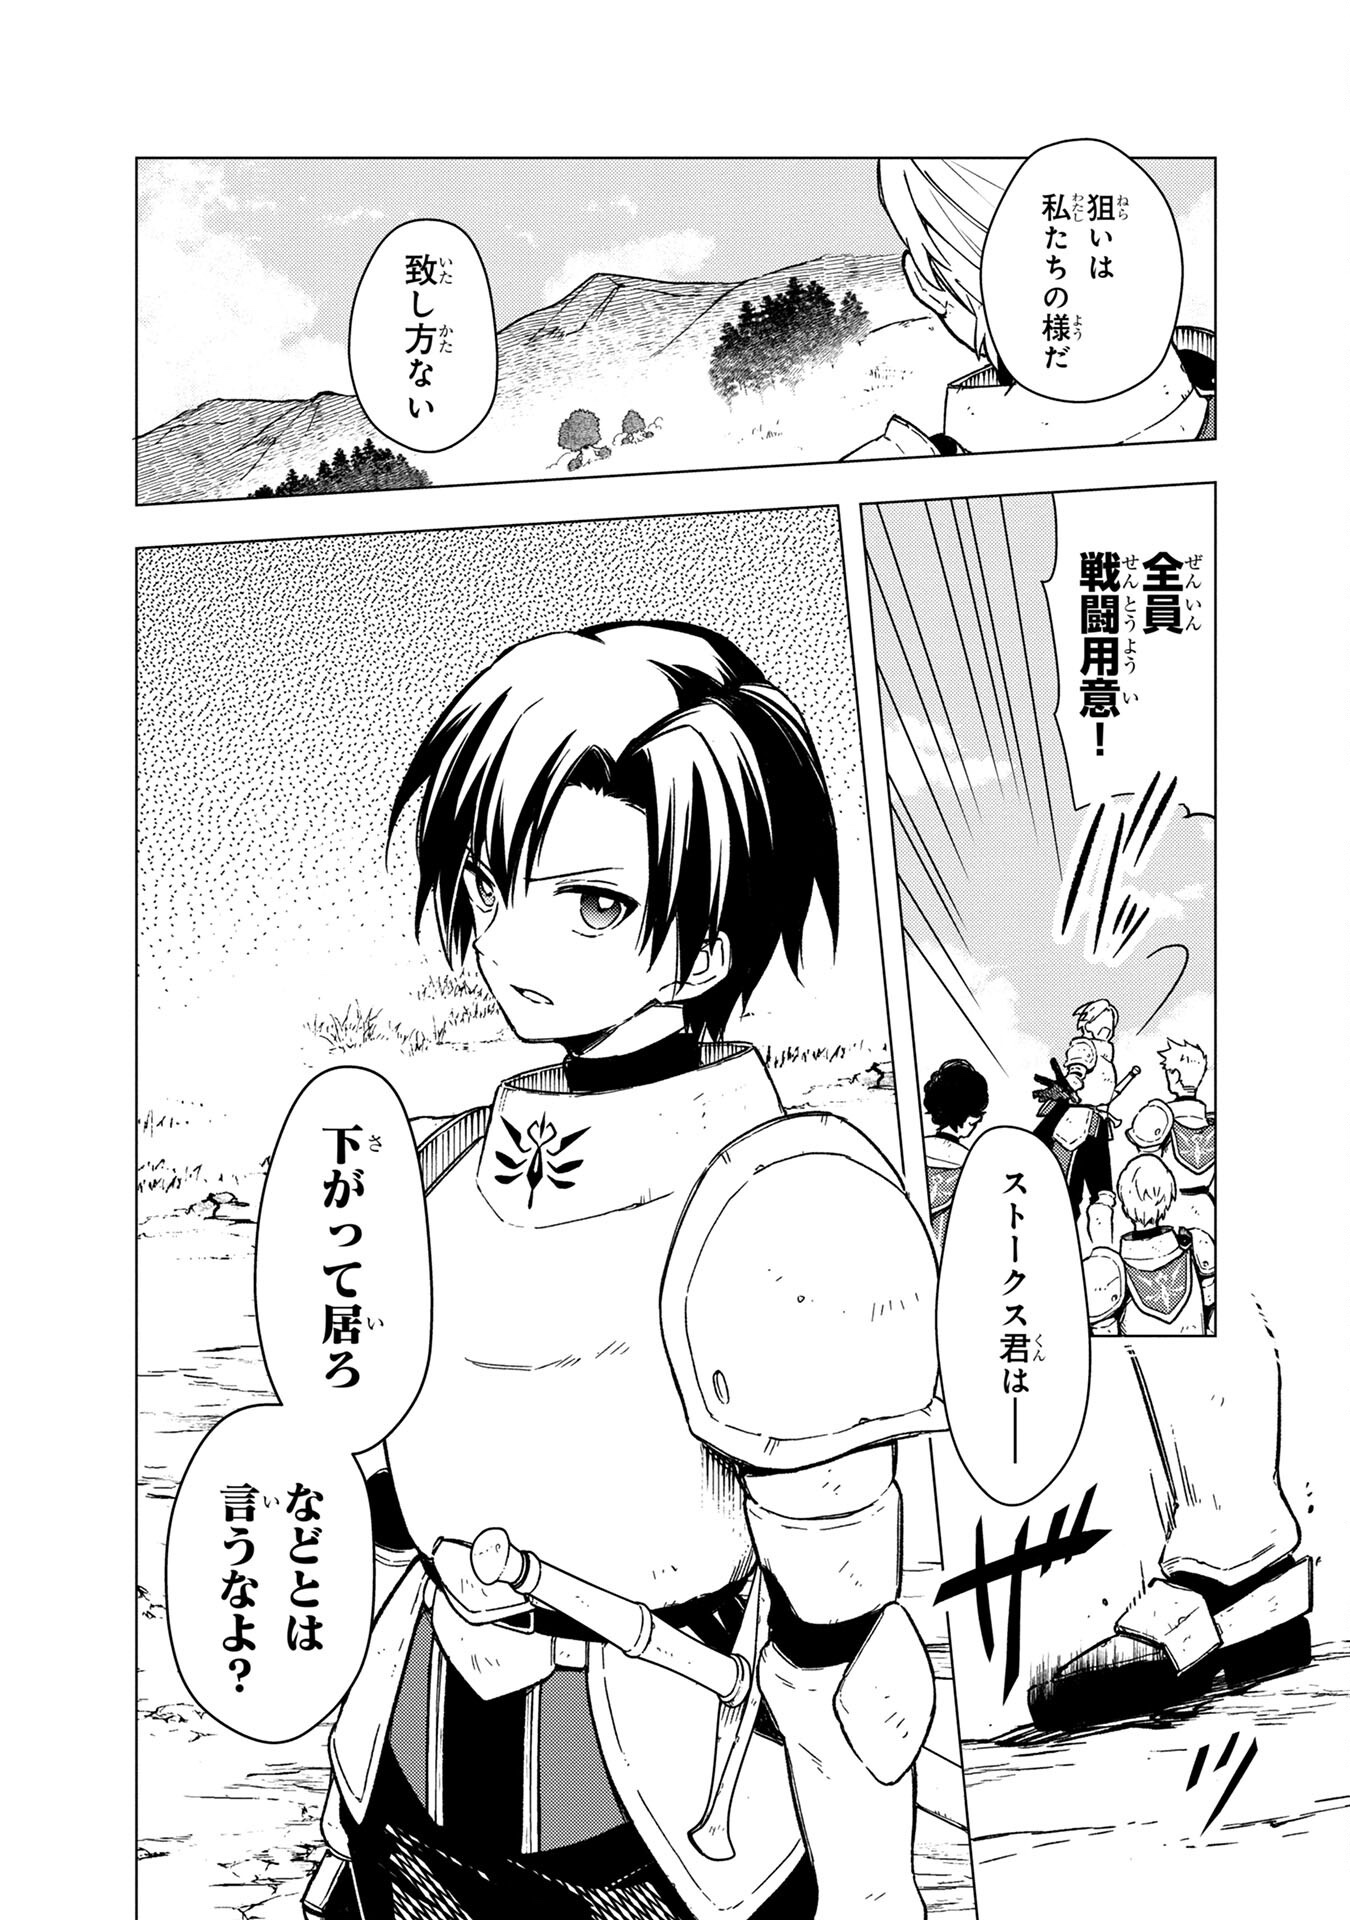 狙いは
私たちの様だ
致し方ない
全員
戦闘用意！
ストークス君は――
ザッ
下がって居ろ
などとは
言うなよ？